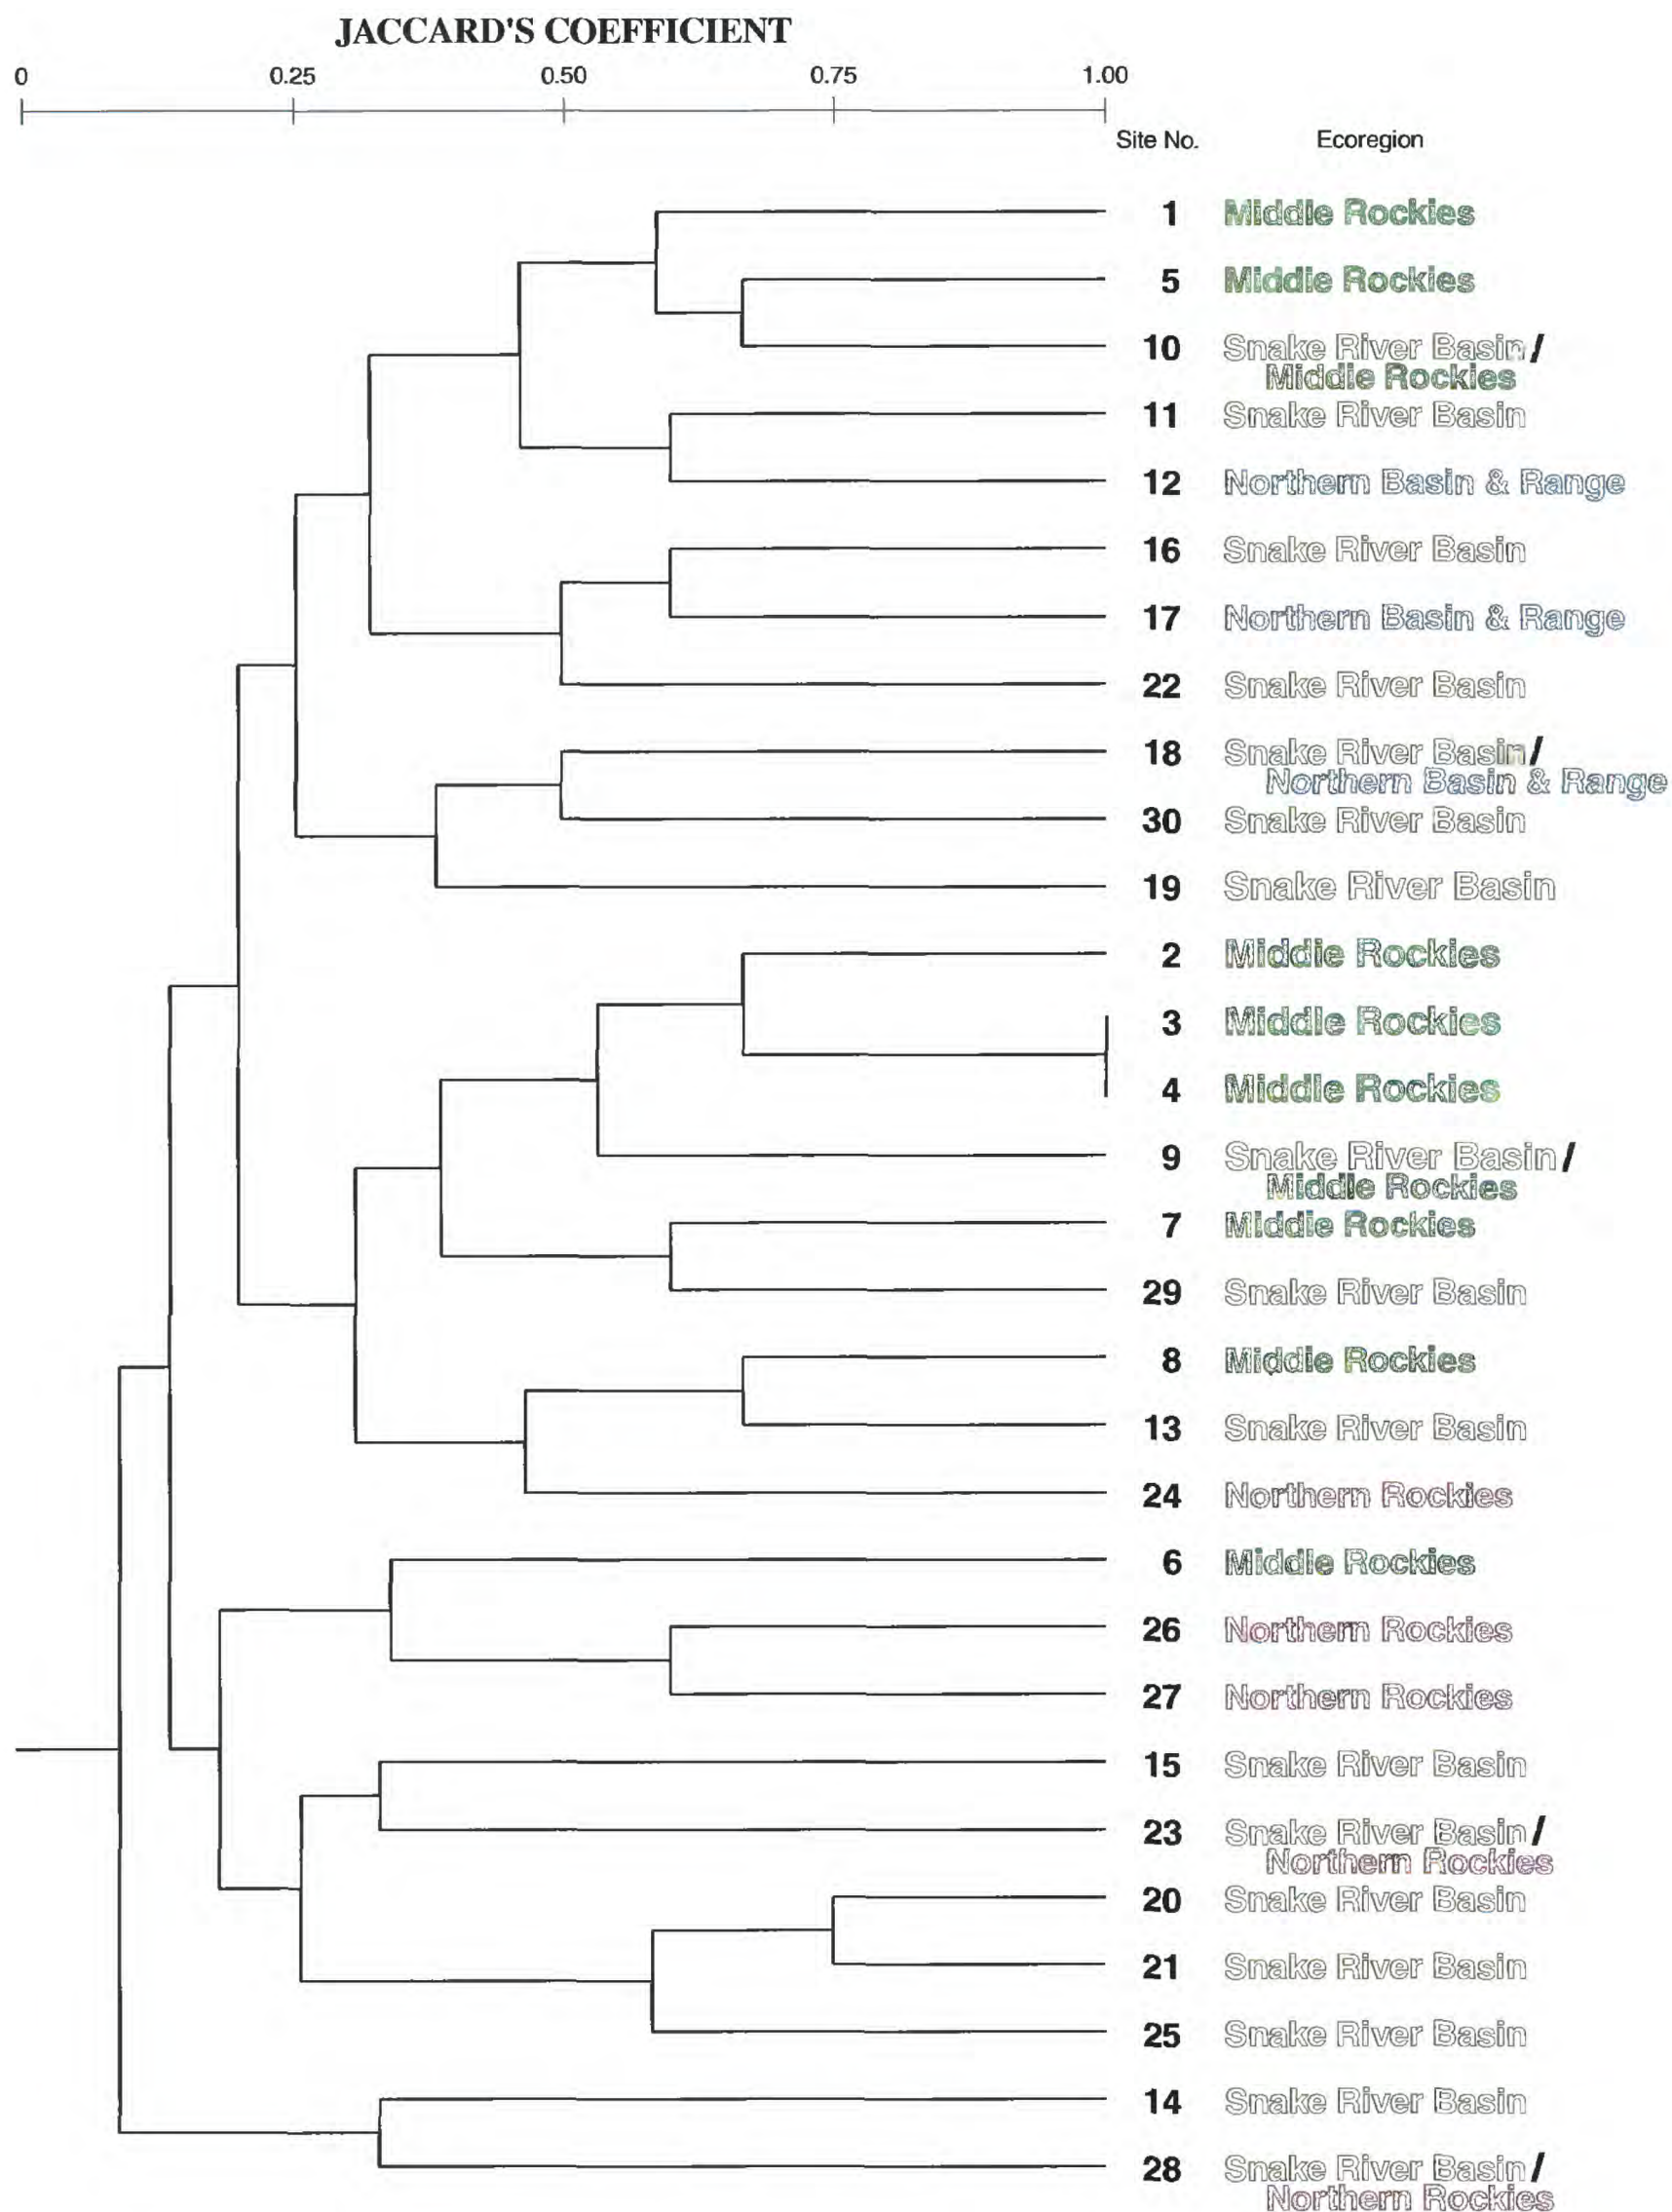 JACCARD'S COEFFICIENT
0 0.25 0.50 0.75 1.00
Site No. Ecoregion
1 Middle Rockies
5 Middle Rockies
10 Snake River Basin/
Middle Rockies
11 Snake River Basin
12 Northern Basin & Range
16 Snake River Basin
17 Northern Basin & Range
22 Snake River Basin
18 Snake River Basin/
Northern Basin & Range
30 Snake River Basin
19 Snake River Basin
2 Middle Rockies
3 Middle Rockies
4 Middle Rockies
9 Snake River Basin/
Middle Rockies
7 Middle Rockies
29 Snake River Basin
8 Middle Rockies
13 Snake River Basin
24 Northern Rockies
6 Middle Rockies
26 Northern Rockies
27 Northern Rockies
15 Snake River Basin
23 Snake River Basin/
Northern Rockies
20 Snake River Basin
21 Snake River Basin
25 Snake River Basin
14 Snake River Basin
28 Snake River Basin/
Northern Rockies